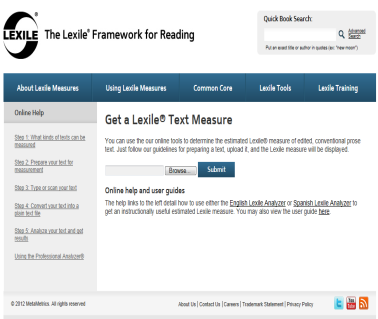 LEXILE
The Lexile® Framework for Reading
Quick Book Search:
Advanced
Search
Put an exact title or author in quotes (ex: "new moon")
About Lexile Measures
Using Lexile Measures
Common Core
Lexile Tools
Lexile Training
Online Help
Step 1: What kinds of texts can be
measured
Step 2: Prepare your text for
measurement
Step 3: Type or scan your text
Step 4: Convert your text into a
plain text file
Step 5: Analyze your text and get
results
Using the Professional Analyzer®
Get a Lexile® Text Measure
You can use the our online tools to determine the estimated Lexile® measure of edited, conventional prose
text. Just follow our guidelines for preparing a text, upload it, and the Lexile measure will be displayed.
Browse...
Submit
Online help and user guides
The help links to the left detail how to use either the English Lexile Analyzer or Spanish Lexile Analyzer to
get an instructionally useful estimated Lexile measure. You may also view the user guide here.
© 2012 MetaMetrics. All rights reserved
About Us | Contact Us | Careers | Trademark Statement | Privacy Policy